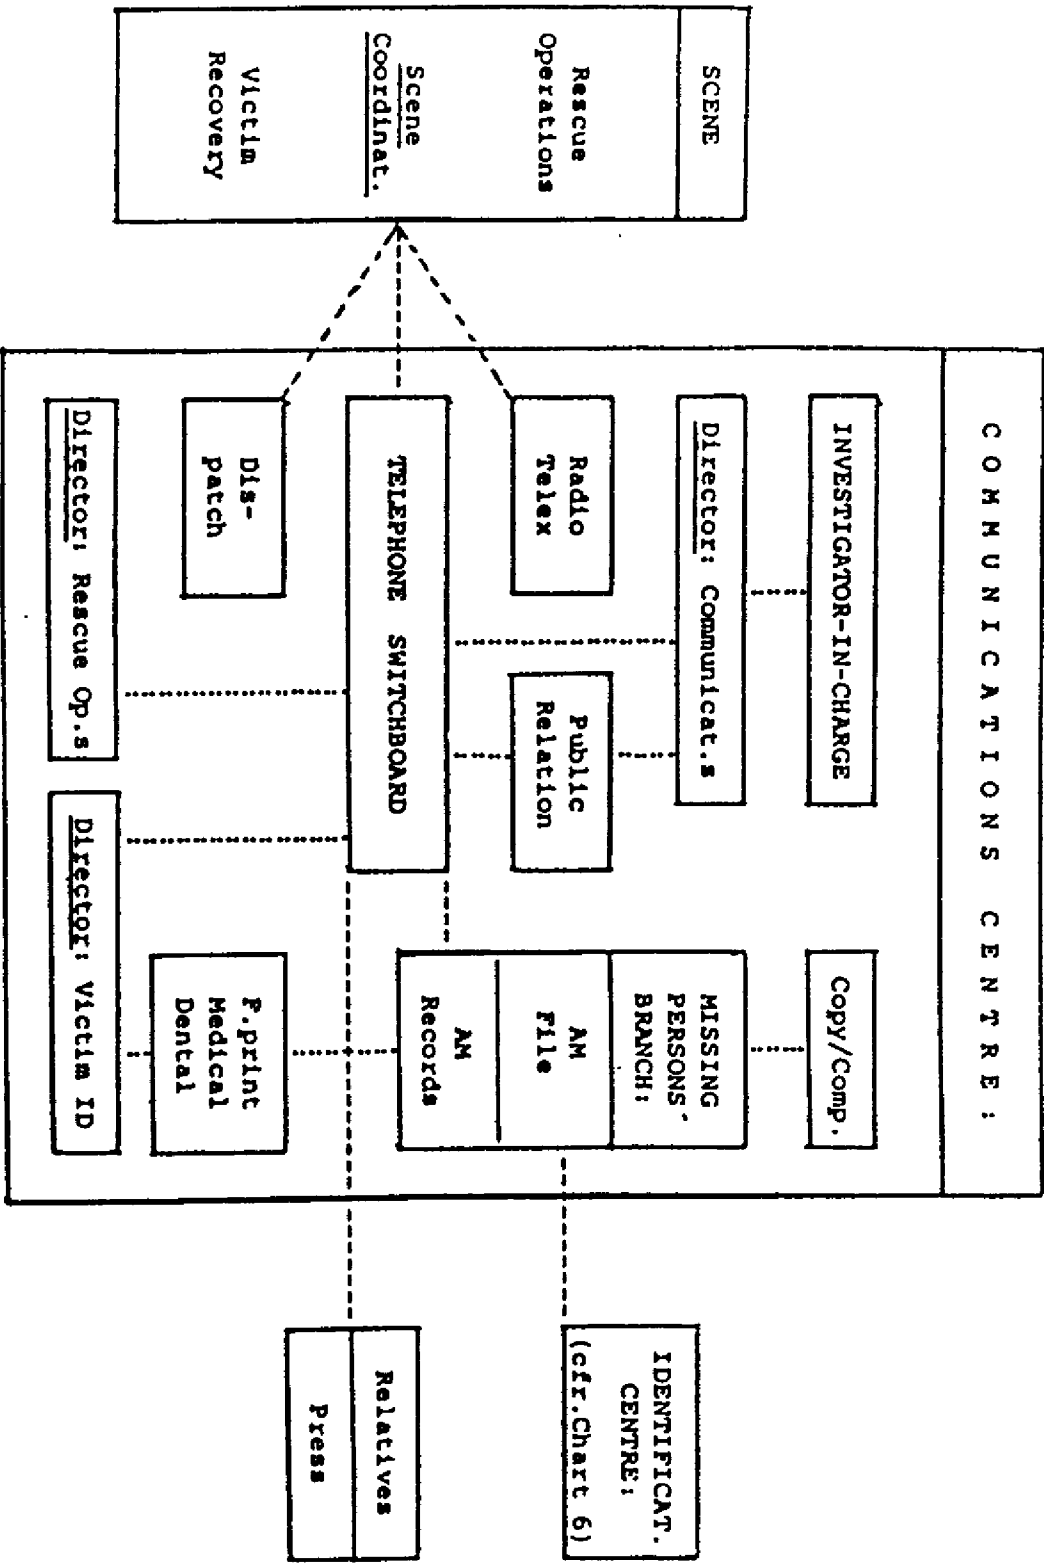 SCENE
Rescue
Operations
Scene
Coordinat.
Victim
Recovery
COMMUNICATIONS CENTRE:
INVESTIGATOR-IN-CHARGE
Director: Communicat.s
Radio
Telex
Public
Relation
TELEPHONE SWITCHBOARD
Dis-
patch
Director: Rescue Op.s
Copy/Comp.
MISSING
PERSONS'
BRANCH:
AM
File
AM
Records
F.print
Medical
Dental
Director: Victim ID
IDENTIFICAT.
CENTRE:
(cfr.Chart 6)
Relatives
Press